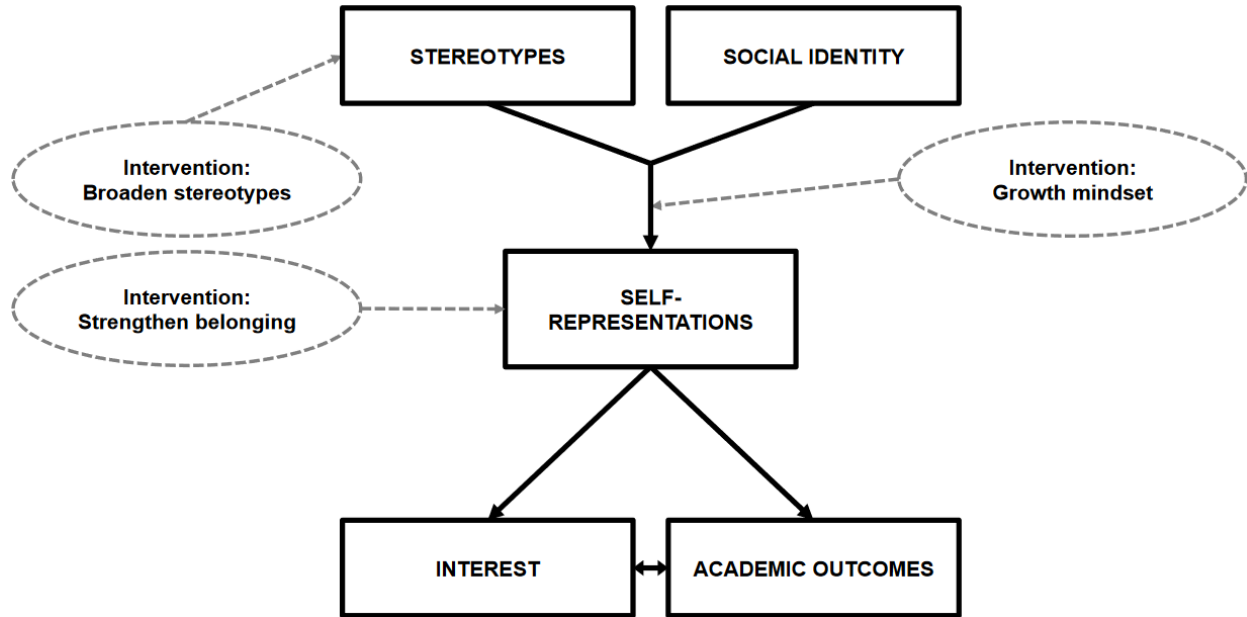 STEREOTYPES
SOCIAL IDENTITY
Intervention:
Broaden stereotypes
Intervention:
Growth mindset
SELF-
REPRESENTATIONS
Intervention:
Strengthen belonging
INTEREST
ACADEMIC OUTCOMES